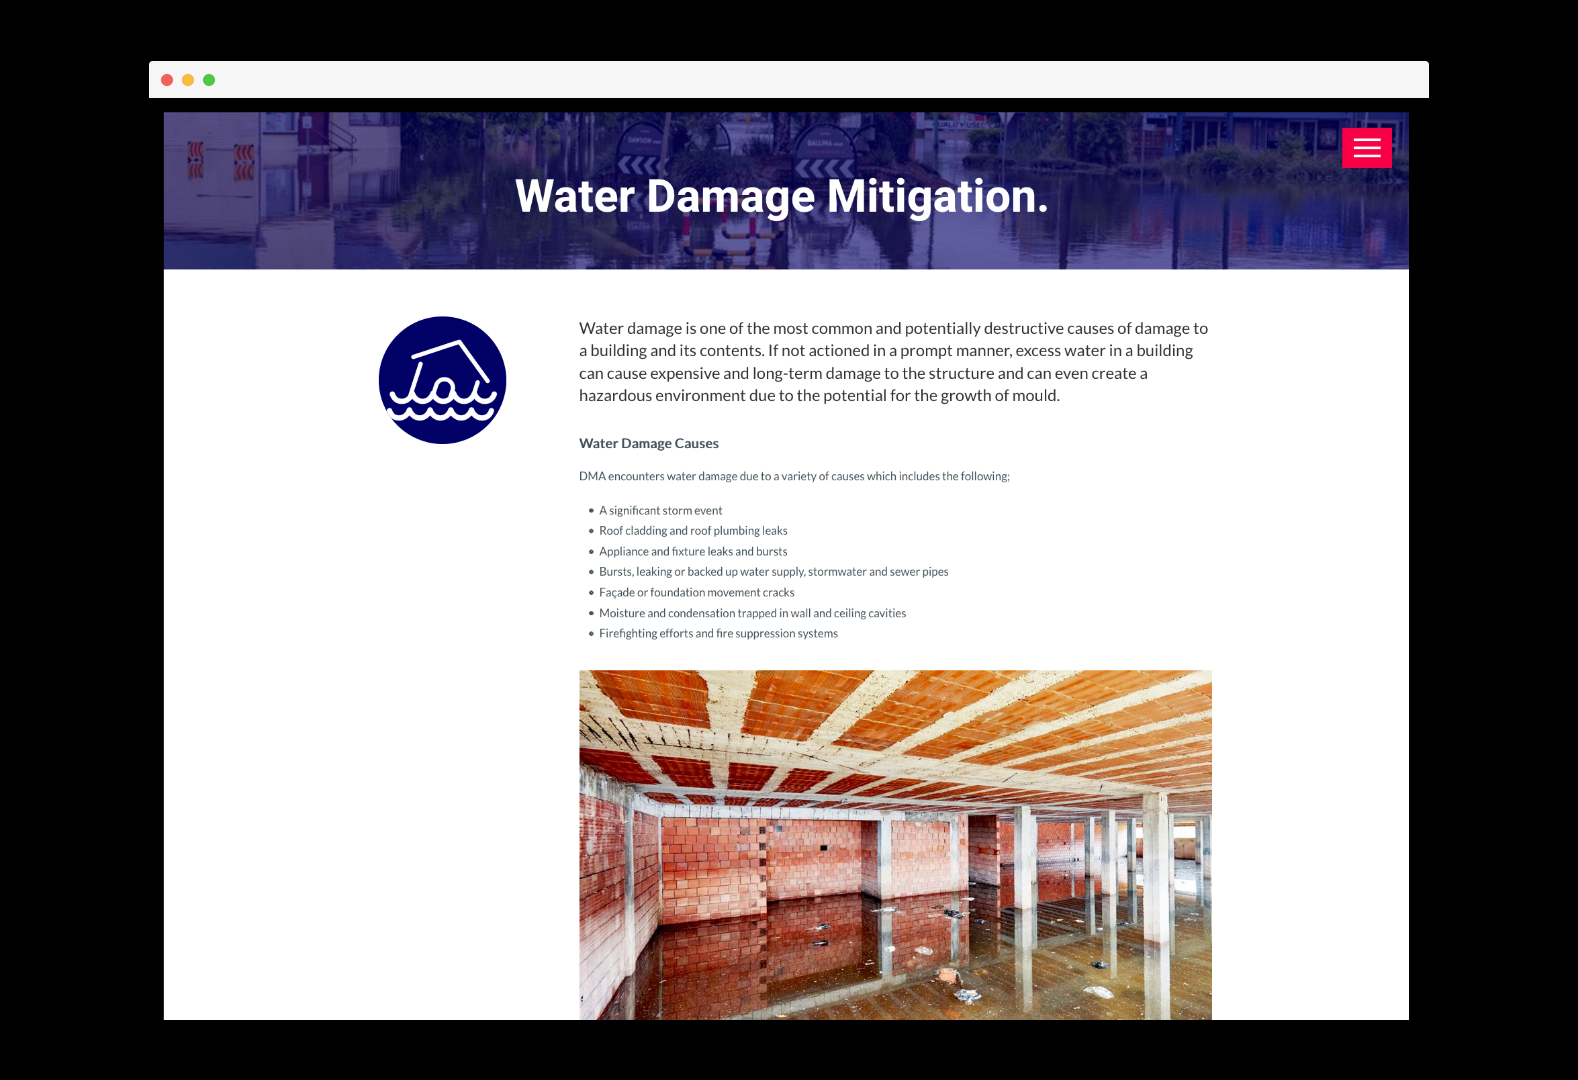 DAWSON
BALLINA
Water Damage Mitigation.
Water damage is one of the most common and potentially destructive causes of damage to
a building and its contents. If not actioned in a prompt manner, excess water in a building
can cause expensive and long-term damage to the structure and can even create a
hazardous environment due to the potential for the growth of mould.
Water Damage Causes
DMA encounters water damage due to a variety of causes which includes the following;
• A significant storm event
• Roof cladding and roof plumbing leaks
• Appliance and fixture leaks and bursts
• Bursts, leaking or backed up water supply, stormwater and sewer pipes
• Façade or foundation movement cracks
• Moisture and condensation trapped in wall and ceiling cavities
• Firefighting efforts and fire suppression systems